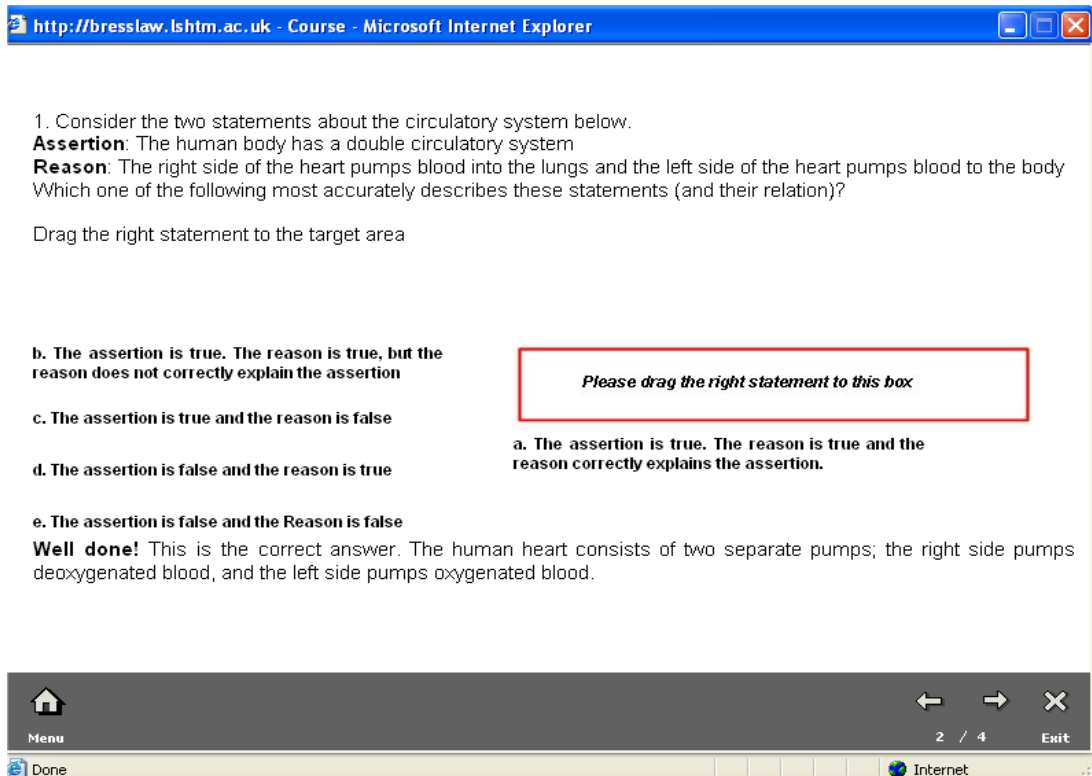 http://bresslaw.lshtm.ac.uk - Course - Microsoft Internet Explorer
1. Consider the two statements about the circulatory system below.
Assertion: The human body has a double circulatory system
Reason: The right side of the heart pumps blood into the lungs and the left side of the heart pumps blood to the body
Which one of the following most accurately describes these statements (and their relation)?
Drag the right statement to the target area
b. The assertion is true. The reason is true, but the
reason does not correctly explain the assertion
c. The assertion is true and the reason is false
d. The assertion is false and the reason is true
e. The assertion is false and the Reason is false
Please drag the right statement to this box
a. The assertion is true. The reason is true and the
reason correctly explains the assertion.
Well done! This is the correct answer. The human heart consists of two separate pumps; the right side pumps
deoxygenated blood, and the left side pumps oxygenated blood.
Menu
2 / 4
Exit
Done
Internet